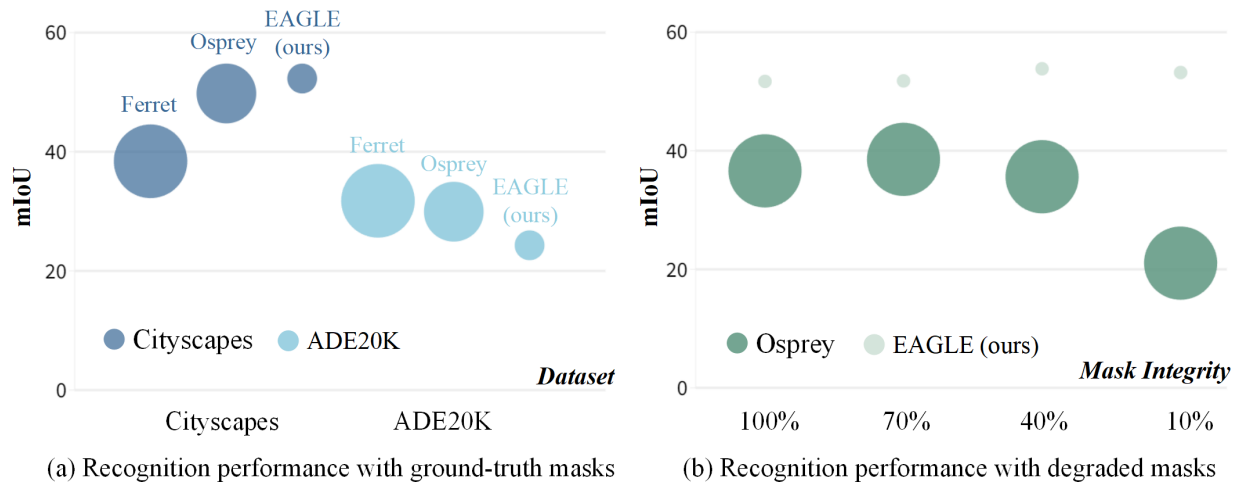 60
40
20
0
mIoU
Ferret
Osprey
EAGLE
(ours)
Ferret
Osprey
EAGLE
(ours)
Cityscapes
ADE20K
Dataset
Cityscapes
ADE20K
(a) Recognition performance with ground-truth masks
60
40
20
0
mIoU
Osprey
EAGLE (ours)
Mask Integrity
100%
70%
40%
10%
(b) Recognition performance with degraded masks